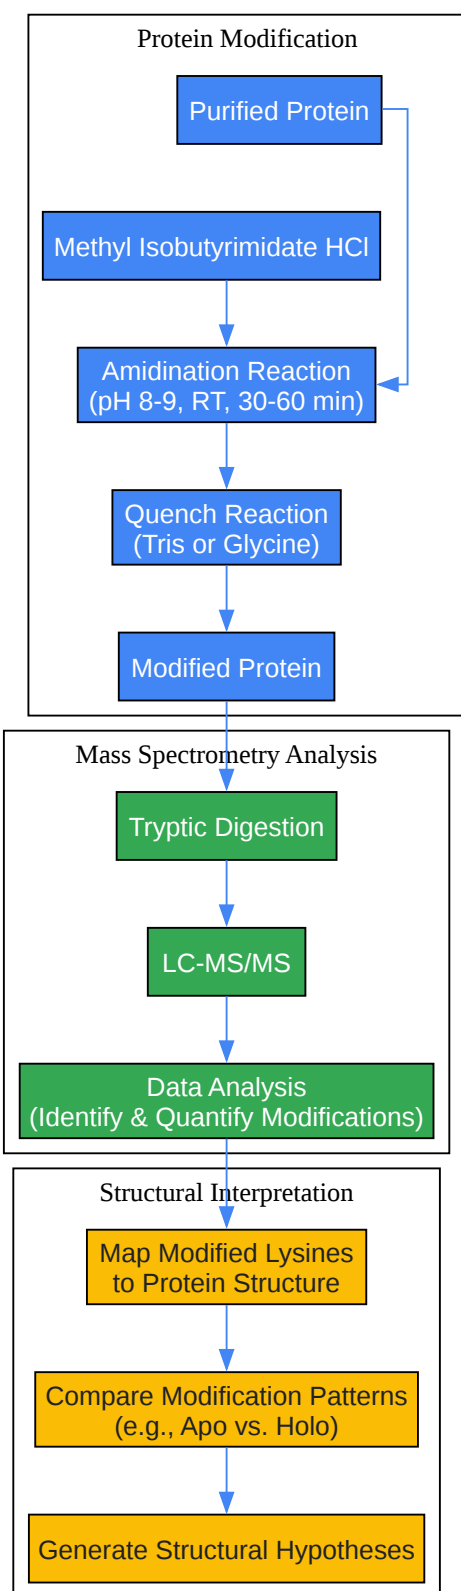 Protein Modification
Purified Protein
Methyl Isobutyrimidate HCl
Amidination Reaction
(pH 8-9, RT, 30-60 min)
Quench Reaction
(Tris or Glycine)
Modified Protein
Mass Spectrometry Analysis
Tryptic Digestion
LC-MS/MS
Data Analysis
(Identify & Quantify Modifications)
Structural Interpretation
Map Modified Lysines
to Protein Structure
Compare Modification Patterns
(e.g., Apo vs. Holo)
Generate Structural Hypotheses